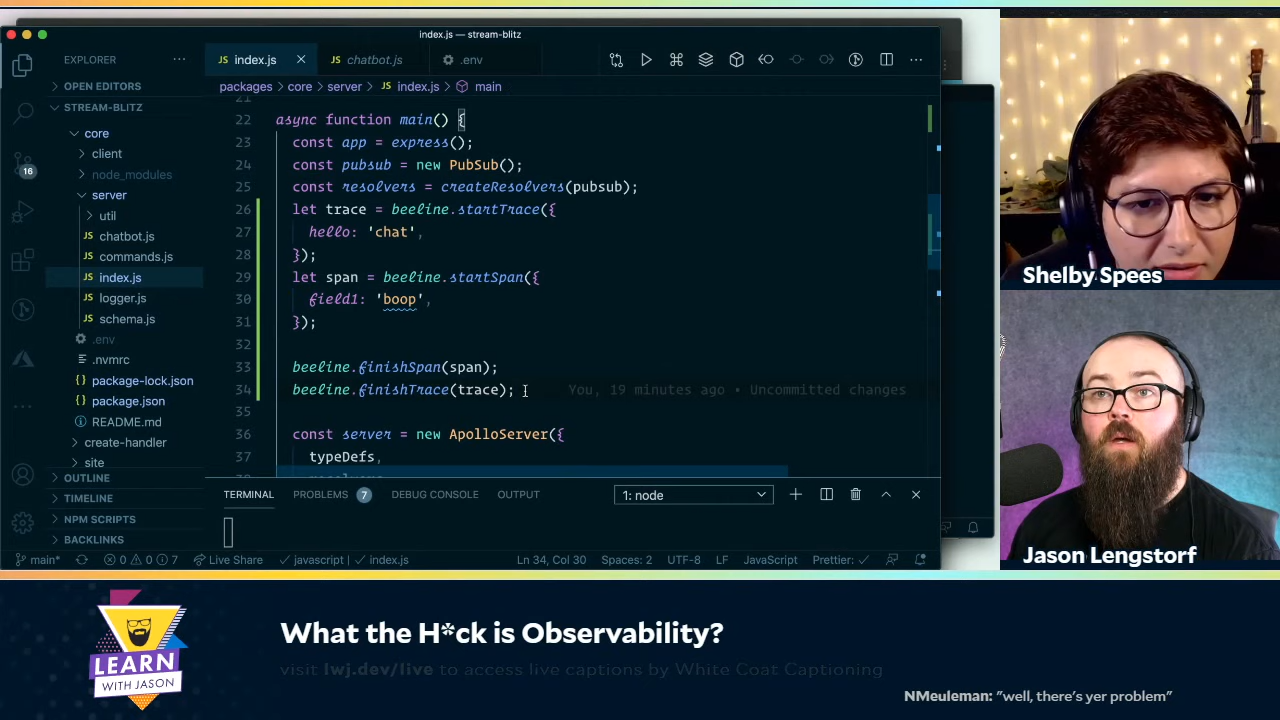 index.js — stream-blitz
EXPLORER
index.js
chatbot.js
.env
OPEN EDITORS
packages > core > server > JS index.js > main
STREAM-BLITZ
core
client
node_modules
server
util
JS chatbot.js
JS commands.js
JS index.js
JS logger.js
JS schema.js
.env
.nvmrc
package-lock.json
package.json
README.md
create-handler
site
OUTLINE
TIMELINE
NPM SCRIPTS
BACKLINKS
16
21
22 async function main() {
23 const app = express();
24 const pubsub = new PubSub();
25 const resolvers = createResolvers(pubsub);
26 let trace = beeline.startTrace({
27 hello: 'chat',
28 });
29 let span = beeline.startSpan({
30 field1: 'boop',
31 });
32
33 beeline.finishSpan(span);
34 beeline.finishTrace(trace); You, 19 minutes ago • Uncommitted changes
35
36 const server = new ApolloServer({
37 typeDefs,
TERMINAL PROBLEMS 7 DEBUG CONSOLE OUTPUT 1: node
main* 0 0 7 Live Share javascript | index.js Ln 34, Col 30 Spaces: 2 UTF-8 LF JavaScript Prettier: ✓
Shelby Spees
Jason Lengstorf
LEARN
WITH JASON
What the H*ck is Observability?
visit lwj.dev/live to access live captions by White Coat Captioning
NMeuleman: "well, there's yer problem"